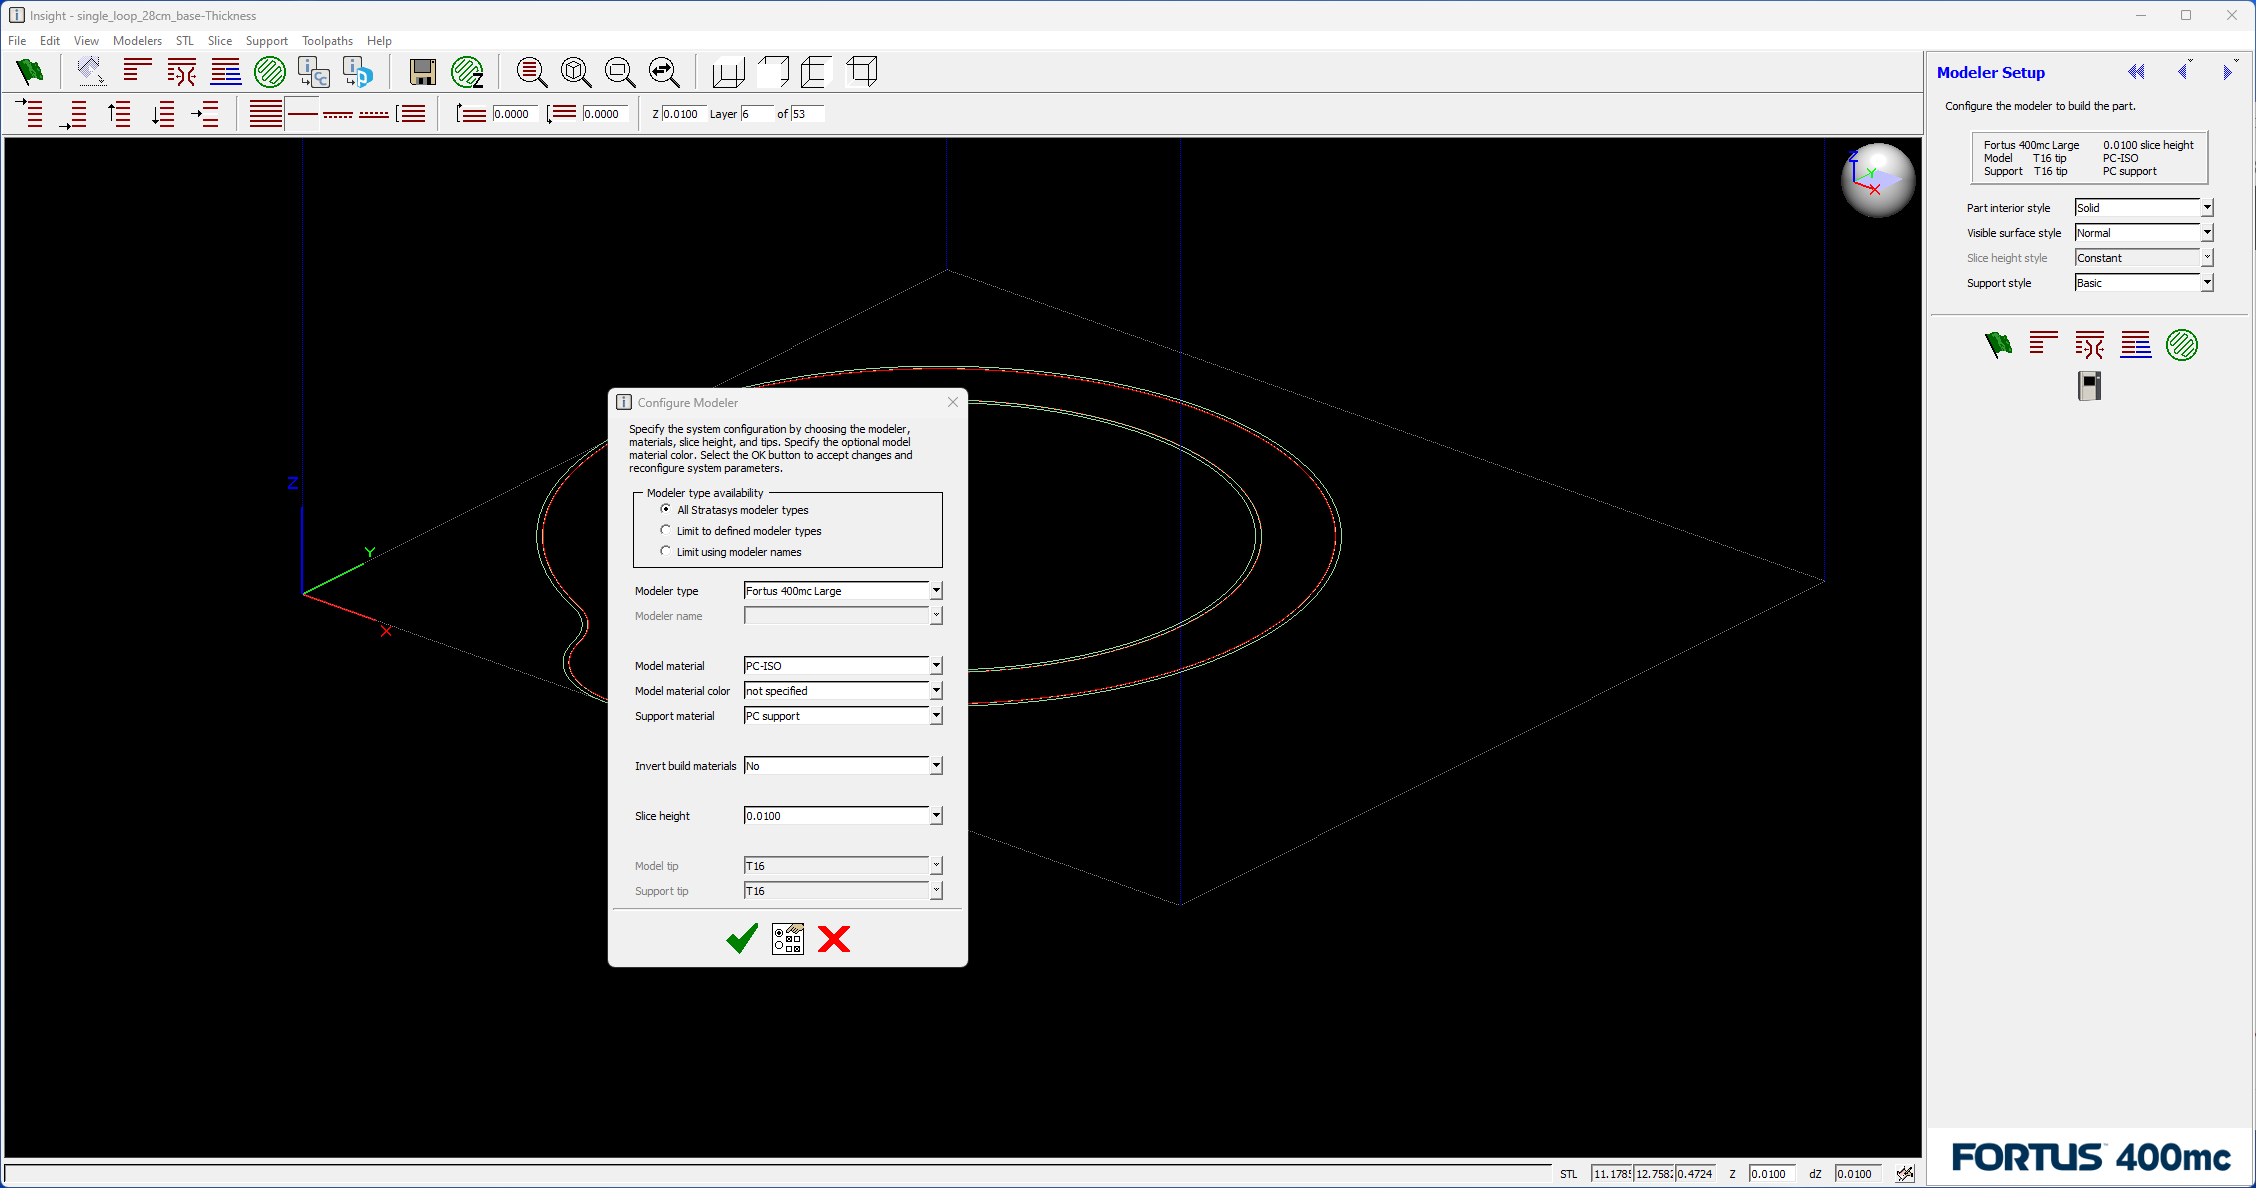 Insight - single_loop_28cm_base-Thickness
File Edit View Modelers STL Slice Support Toolpaths Help
0.0000 0.0000 Z 0.0100 Layer 6 of 53
Modeler Setup
Configure the modeler to build the part.
Fortus 400mc Large 0.0100 slice height
Model T16 tip PC-ISO
Support T16 tip PC support
Part interior style Solid
Visible surface style Normal
Slice height style Constant
Support style Basic
Z
Y
X
Z
Y
X
Configure Modeler
Specify the system configuration by choosing the modeler,
materials, slice height, and tips. Specify the optional model
material color. Select the OK button to accept changes and
reconfigure system parameters.
Modeler type availability
All Stratasys modeler types
Limit to defined modeler types
Limit using modeler names
Modeler type Fortus 400mc Large
Modeler name
Model material PC-ISO
Model material color not specified
Support material PC support
Invert build materials No
Slice height 0.0100
Model tip T16
Support tip T16
STL 11.178 12.758 0.4724 Z 0.0100 dZ 0.0100
FORTUS 400mc